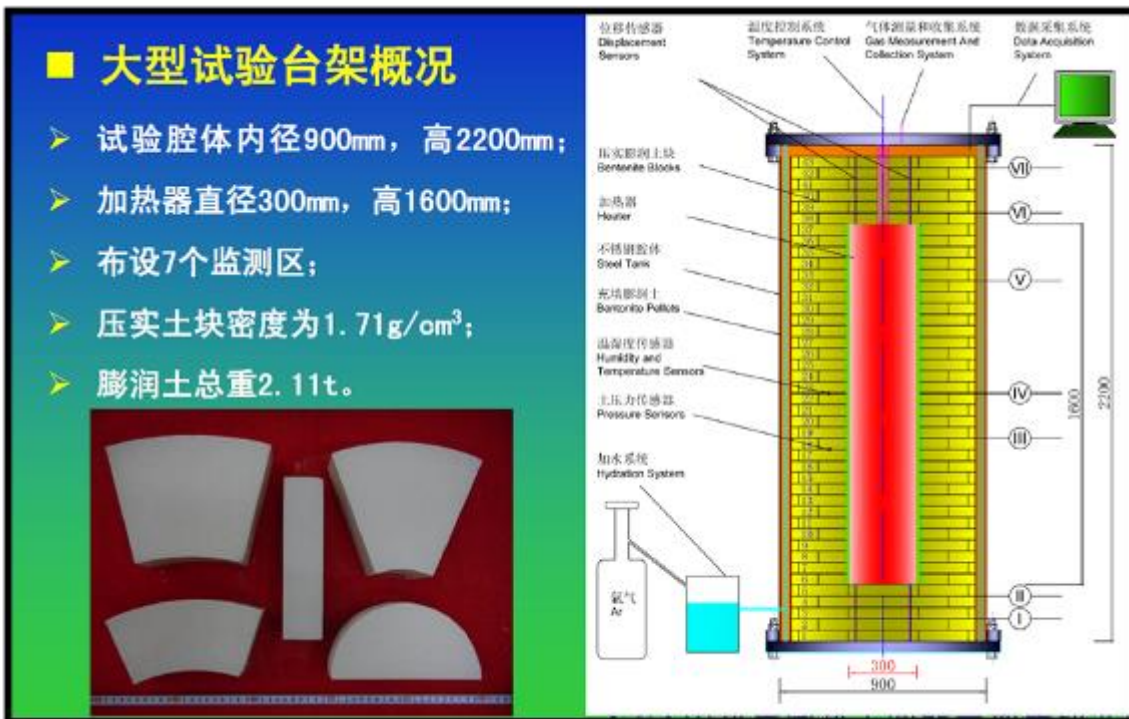 ■ 大型试验台架概况
➢ 试验腔体内径900mm，高2200mm；
➢ 加热器直径300mm，高1600mm；
➢ 布设7个监测区；
➢ 压实土块密度为1.71g/cm³；
➢ 膨润土总重2.11t。
位移传感器
Displacement
Sensors
温度控制系统
Temperature Control
System
气体测量和收集系统
Gas Measurement And
Collection System
数据采集系统
Data Acquisition
System
压实膨润土块
Bentonite Blocks
加热器
Heater
不锈钢腔体
Steel Tank
充填膨润土
Bentonite Pellets
温湿度传感器
Humidity and
Temperature Sensors
土压力传感器
Pressure Sensors
加水系统
Hydration System
氩气
Ar
Ⅶ
Ⅵ
Ⅴ
Ⅳ
Ⅲ
Ⅱ
Ⅰ
1600
2200
300
900